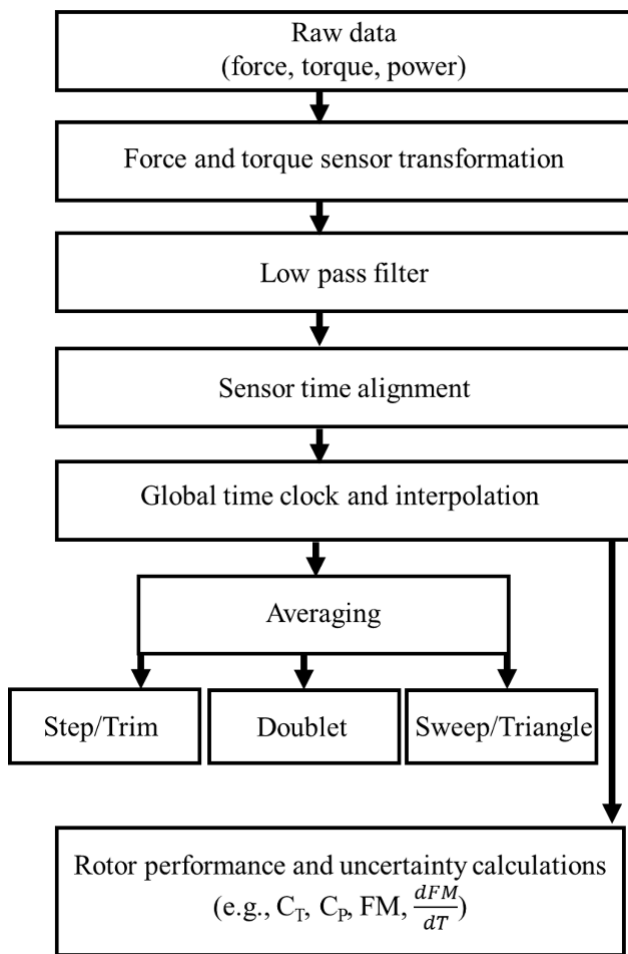 Raw data
(force, torque, power)
Force and torque sensor transformation
Low pass filter
Sensor time alignment
Global time clock and interpolation
Averaging
Step/Trim
Doublet
Sweep/Triangle
Rotor performance and uncertainty calculations
(e.g., C_T, C_P, FM, dFM/dT)